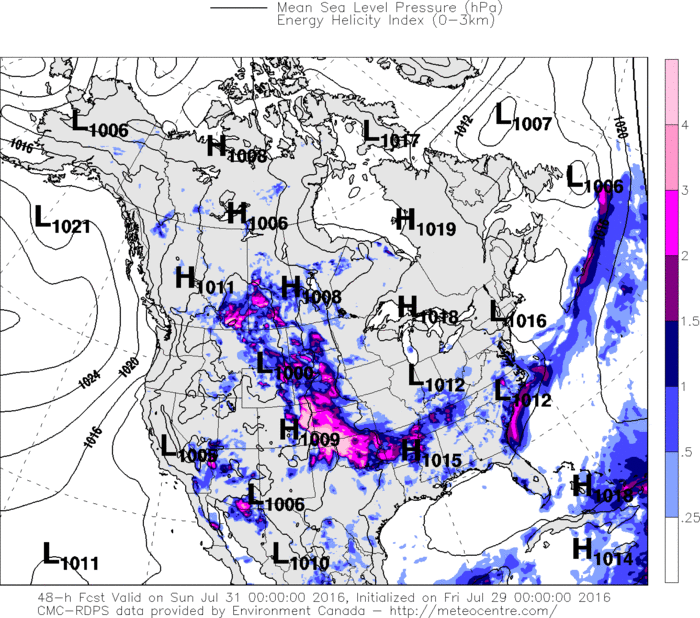 Mean Sea Level Pressure (hPa)
Energy Helicity Index (0-3km)
1012
L1007
1020
L1006
L1017
1016
H1008
L1006
L1021
H1006
H1019
H1011
H1008
H1018
L1016
L1000
L1012
L1012
1020
1024
1016
H1009
L1005
H1015
L1006
H1018
L1011
L1010
H1014
4
3
2
1.5
1
.5
.25
48-h Fcst Valid on Sun Jul 31 00:00:00 2016, Initialized on Fri Jul 29 00:00:00 2016
CMC-RDPS data provided by Environment Canada - http://meteocentre.com/